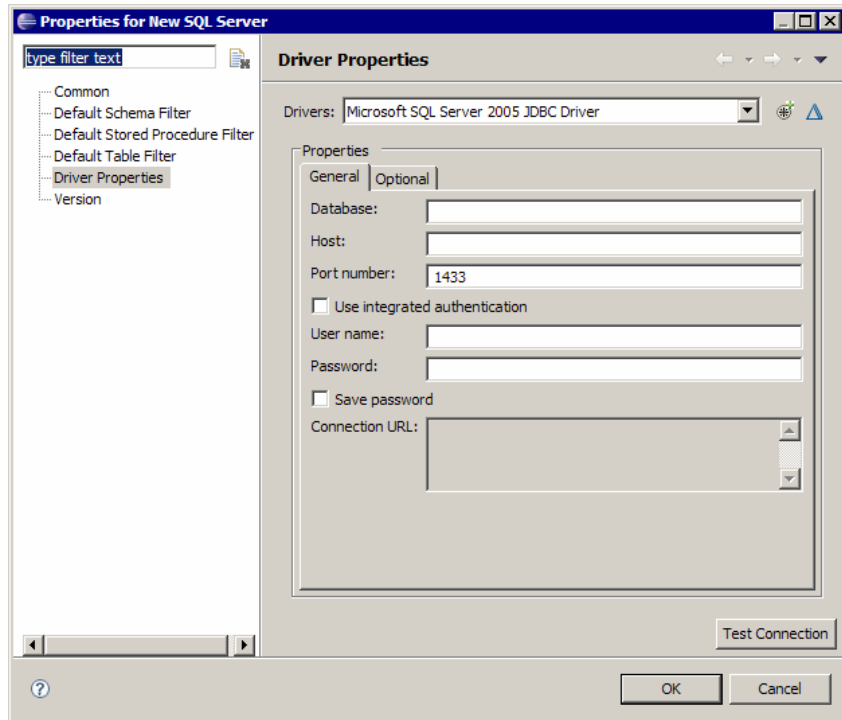 Properties for New SQL Server
type filter text
Common
Default Schema Filter
Default Stored Procedure Filter
Default Table Filter
Driver Properties
Version
Driver Properties
Drivers: Microsoft SQL Server 2005 JDBC Driver
Properties
General Optional
Database:
Host:
Port number: 1433
Use integrated authentication
User name:
Password:
Save password
Connection URL:
Test Connection
? OK Cancel